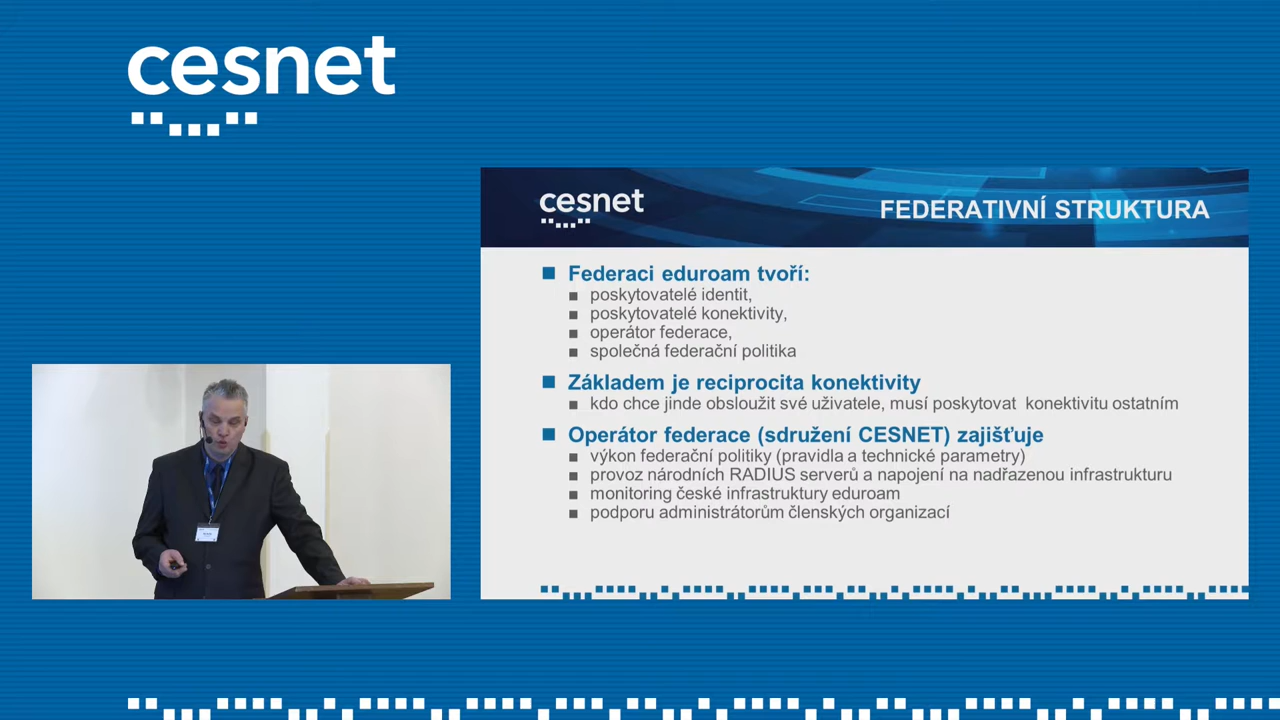 cesnet
cesnet
FEDERATIVNÍ STRUKTURA
Federaci eduroam tvoří:
poskytovatelé identit,
poskytovatelé konektivity,
operátor federace,
společná federační politika
Základem je reciprocita konektivity
kdo chce jinde obsloužit své uživatele, musí poskytovat konektivitu ostatním
Operátor federace (sdružení CESNET) zajišťuje
výkon federační politiky (pravidla a technické parametry)
provoz národních RADIUS serverů a napojení na nadřazenou infrastrukturu
monitoring české infrastruktury eduroam
podporu administrátorům členských organizací